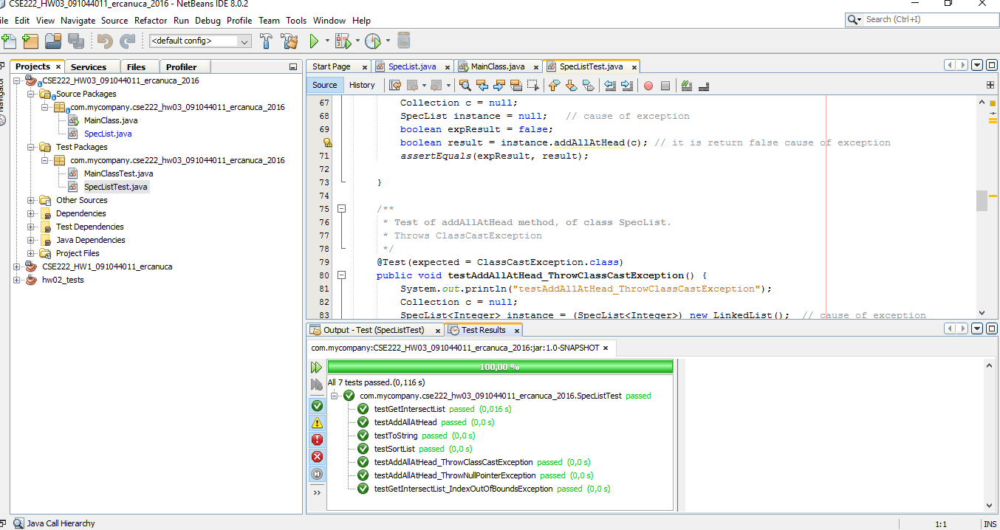 CSE222_HW03_091044011_ercanuca_2016 - NetBeans IDE 8.0.2
ile Edit View Navigate Source Refactor Run Debug Profile Team Tools Window Help
Search (Ctrl+I)
<default config>
Projects × Services Files Profiler
Navigator
CSE222_HW03_091044011_ercanuca_2016
Source Packages
com.mycompany.cse222_hw03_091044011_ercanuca_2016
MainClass.java
SpecList.java
Test Packages
com.mycompany.cse222_hw03_091044011_ercanuca_2016
MainClassTest.java
SpecListTest.java
Other Sources
Dependencies
Test Dependencies
Java Dependencies
Project Files
CSE222_HW1_091044011_ercanuca
hw02_tests
Start Page × SpecList.java × MainClass.java × SpecListTest.java ×
Source History
67 Collection c = null;
68 SpecList instance = null; // cause of exception
69 boolean expResult = false;
boolean result = instance.addAllAtHead(c); // it is return false cause of exception
71 assertEquals(expResult, result);
72
73 }
74
75 /**
76 * Test of addAllAtHead method, of class SpecList.
77 * Throws ClassCastException
78 */
79 @Test(expected = ClassCastException.class)
80 public void testAddAllAtHead_ThrowClassCastException() {
81 System.out.println("testAddAllAtHead_ThrowClassCastException");
82 Collection c = null;
83 SpecList<Integer> instance = (SpecList<Integer>) new LinkedList(); // cause of exception
Output - Test (SpecListTest) × Test Results ×
com.mycompany:CSE222_HW03_091044011_ercanuca_2016:jar:1.0-SNAPSHOT ×
100,00 %
All 7 tests passed.(0,116 s)
com.mycompany.cse222_hw03_091044011_ercanuca_2016.SpecListTest passed
testGetIntersectList passed (0,016 s)
testAddAllAtHead passed (0,0 s)
testToString passed (0,0 s)
testSortList passed (0,0 s)
testAddAllAtHead_ThrowClassCastException passed (0,0 s)
testAddAllAtHead_ThrowNullPointerException passed (0,0 s)
testGetIntersectList_IndexOutOfBoundsException passed (0,0 s)
>>
Java Call Hierarchy
1:1 INS